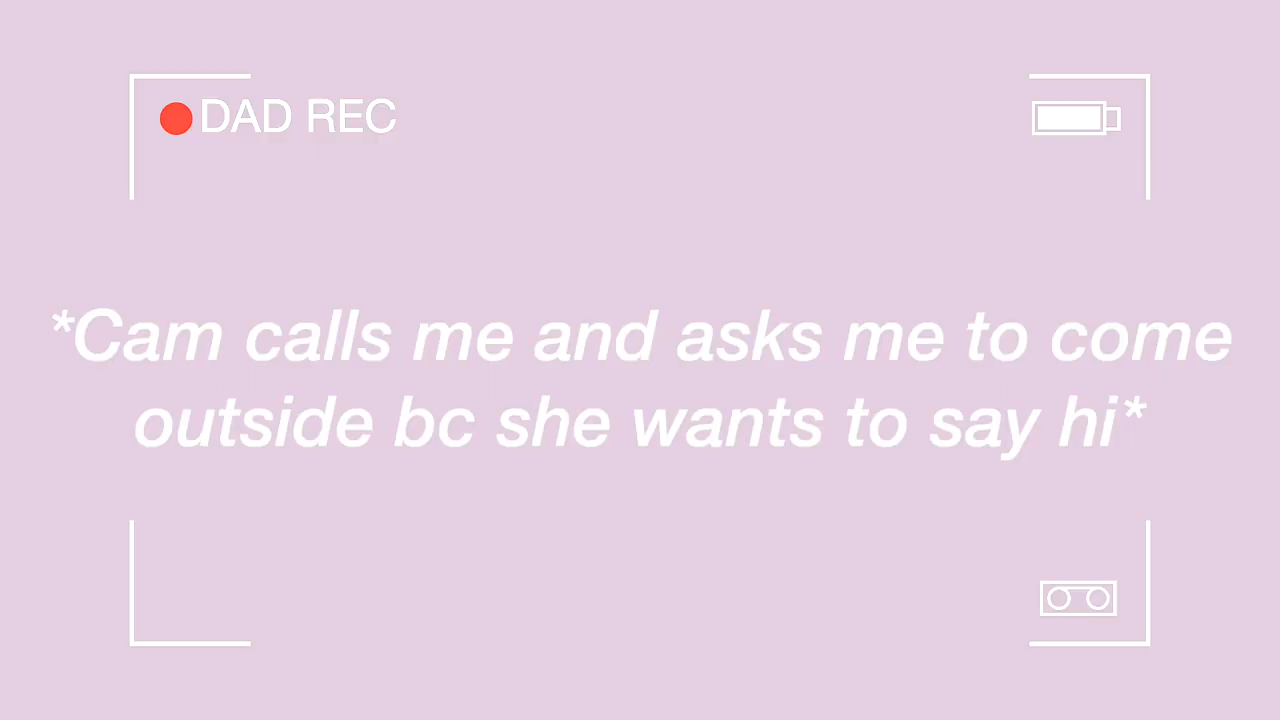 DAD REC
*Cam calls me and asks me to come
outside bc she wants to say hi*